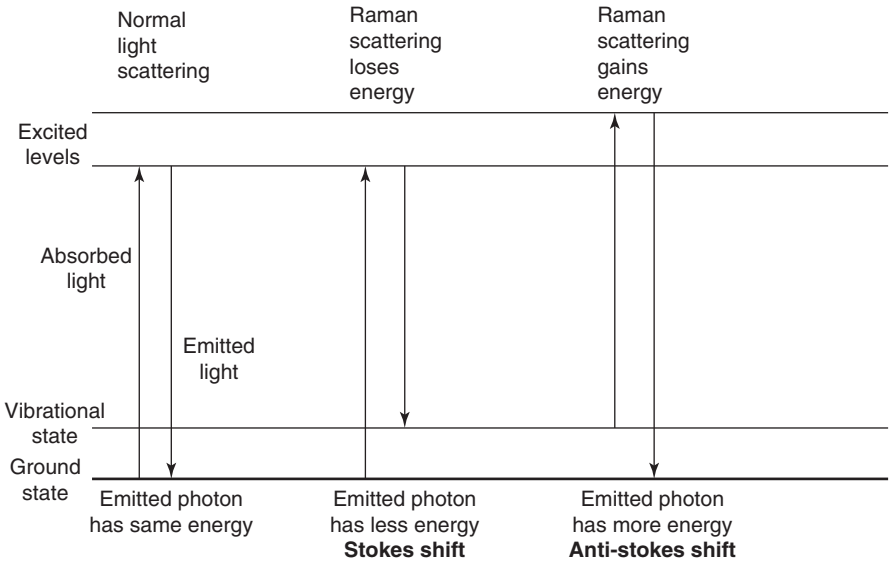 Normal
light
scattering
Raman
scattering
loses
energy
Raman
scattering
gains
energy
Excited
levels
Absorbed
light
Emitted
light
Vibrational
state
Ground
state
Emitted photon
has same energy
Emitted photon
has less energy
Stokes shift
Emitted photon
has more energy
Anti-stokes shift